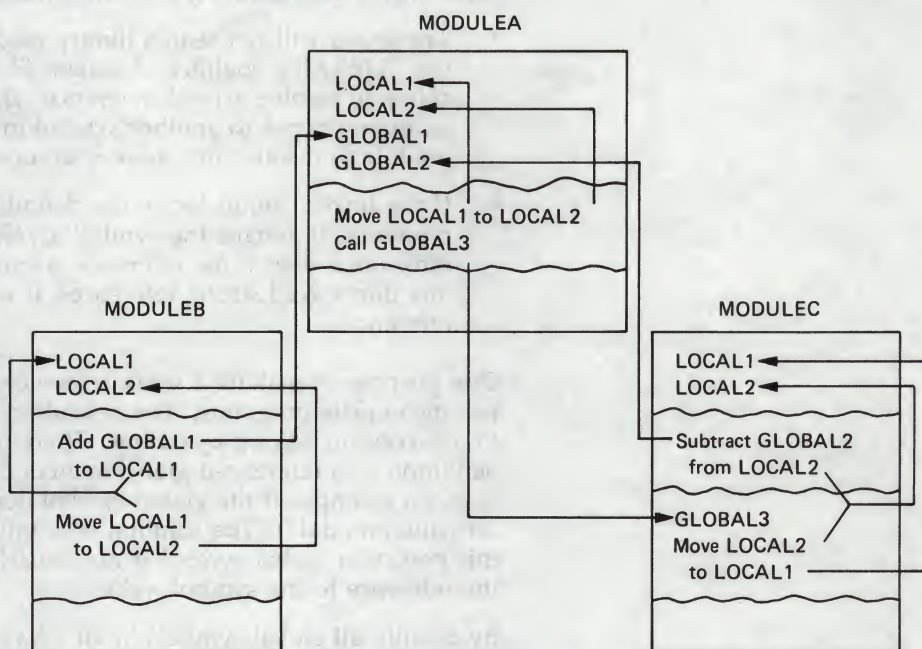 MODULEA
LOCAL1
LOCAL2
GLOBAL1
GLOBAL2
Move LOCAL1 to LOCAL2
Call GLOBAL3
MODULEB
LOCAL1
LOCAL2
Add GLOBAL1
to LOCAL1
Move LOCAL1
to LOCAL2
MODULEC
LOCAL1
LOCAL2
Subtract GLOBAL2
from LOCAL2
GLOBAL3
Move LOCAL2
to LOCAL1